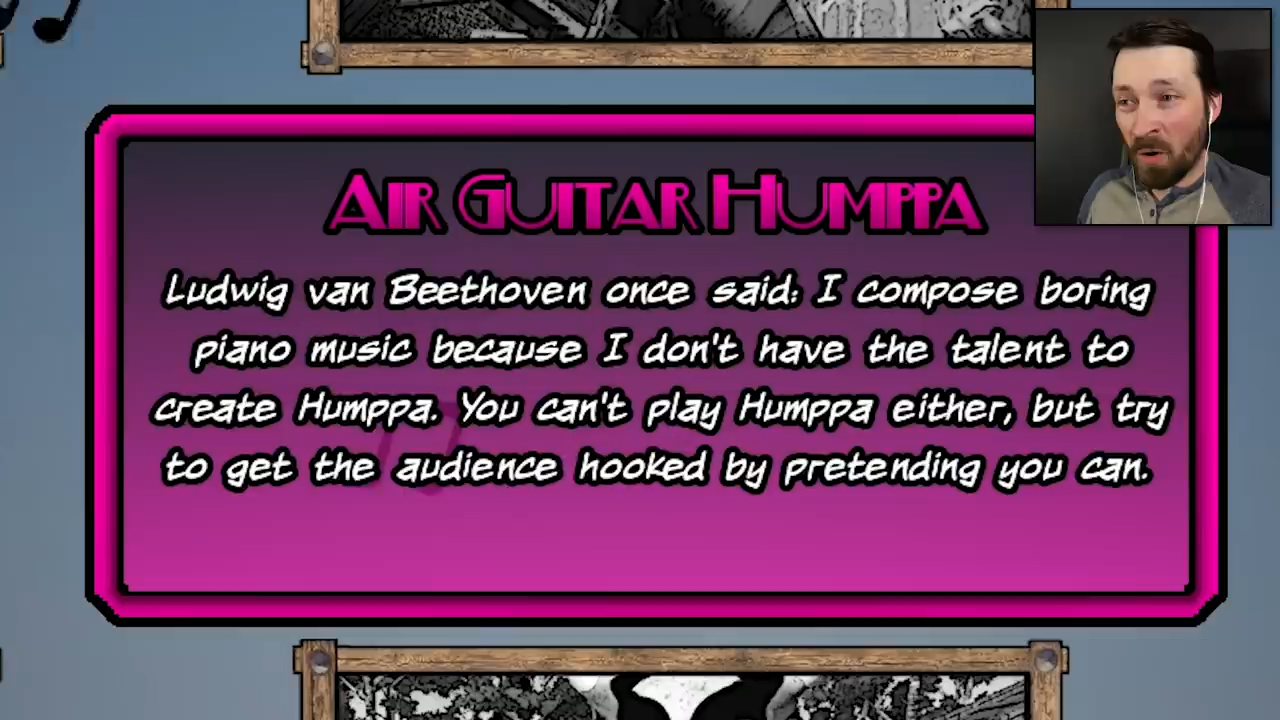 Air Guitar Humppa
Ludwig van Beethoven once said: I compose boring
piano music because I don't have the talent to
create Humppa. You can't play Humppa either, but try
to get the audience hooked by pretending you can.